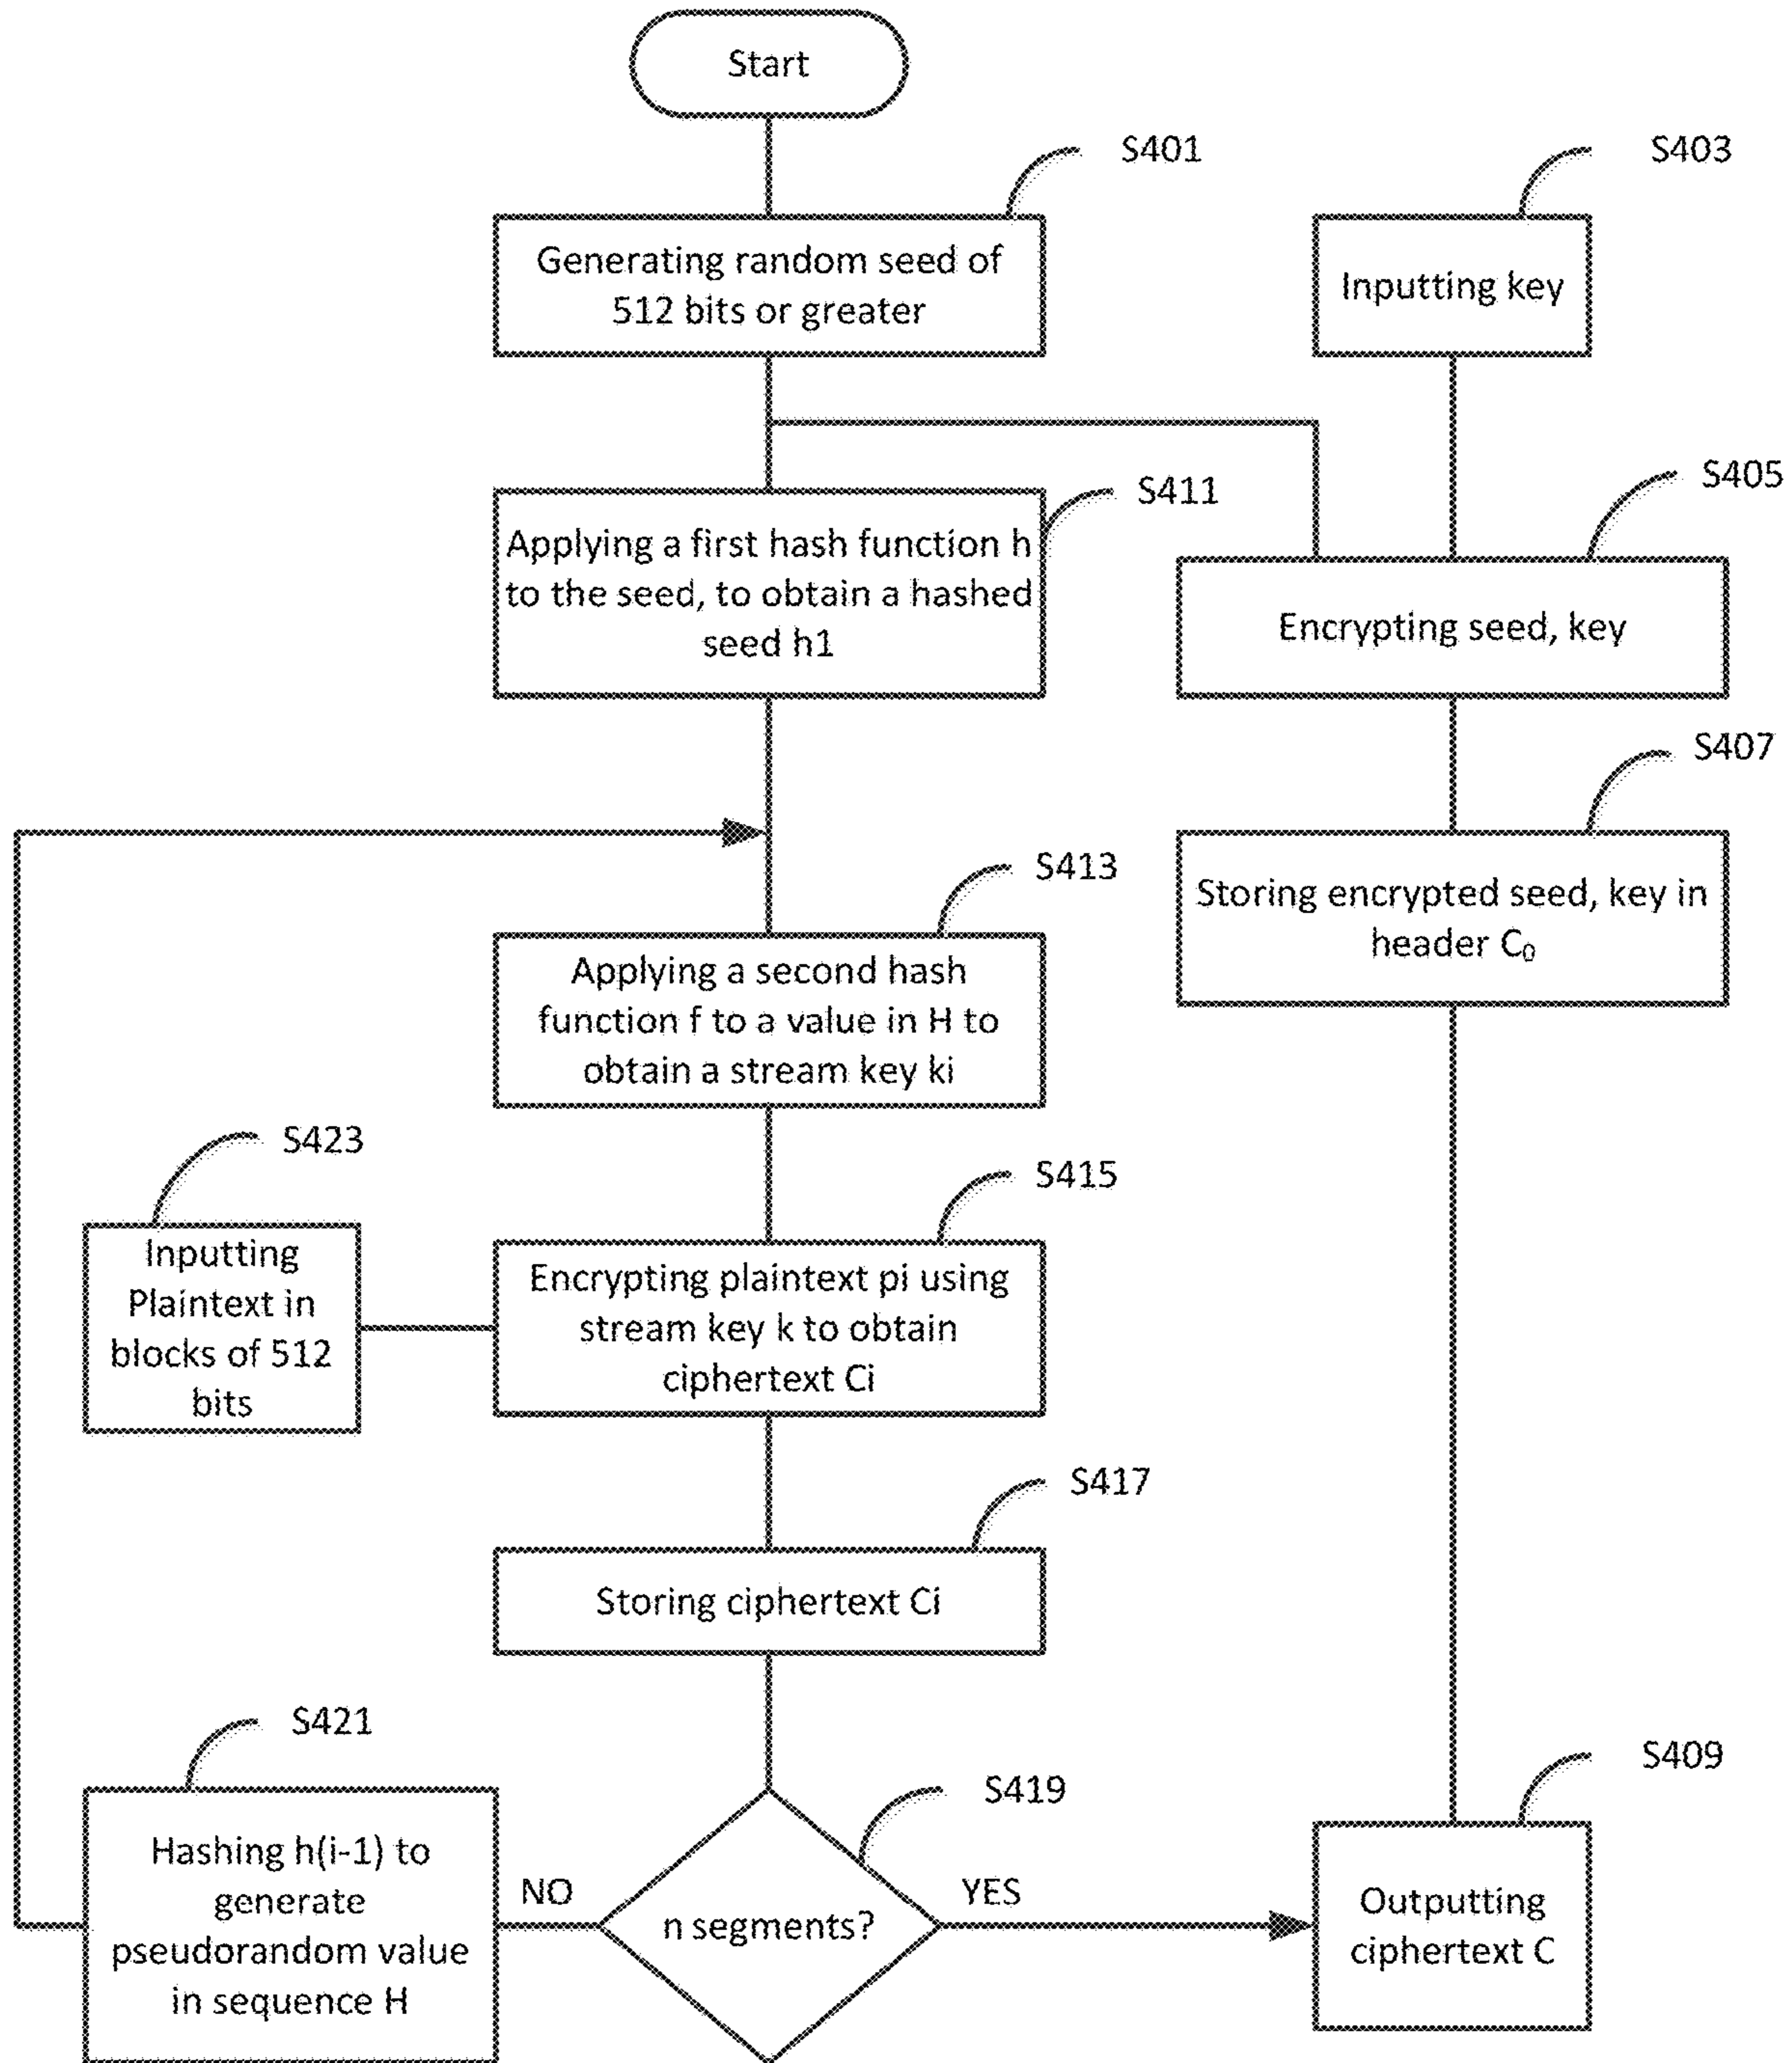 Start
S401
S403
Generating random seed of
512 bits or greater
Inputting key
S411
S405
Applying a first hash function h
to the seed, to obtain a hashed
seed h1
Encrypting seed, key
S407
S413
Storing encrypted seed, key in
header C₀
Applying a second hash
function f to a value in H to
obtain a stream key ki
S423
S415
Inputting
Plaintext in
blocks of 512
bits
Encrypting plaintext pi using
stream key k to obtain
ciphertext Ci
S417
Storing ciphertext Ci
S421
S419
S409
Hashing h(i-1) to
generate
pseudorandom value
in sequence H
NO
n segments?
YES
Outputting
ciphertext C